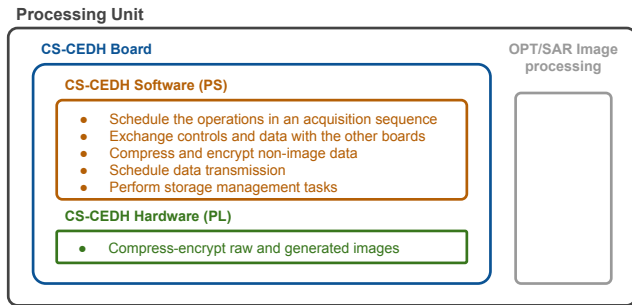 Processing Unit
CS-CEDH Board
OPT/SAR Image
processing
CS-CEDH Software (PS)
● Schedule the operations in an acquisition sequence
● Exchange controls and data with the other boards
● Compress and encrypt non-image data
● Schedule data transmission
● Perform storage management tasks
CS-CEDH Hardware (PL)
● Compress-encrypt raw and generated images